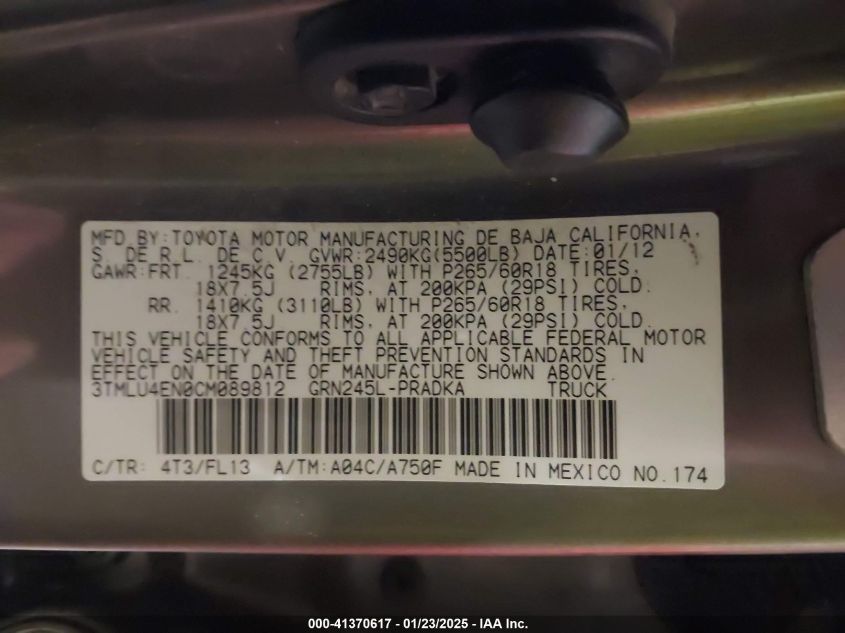 MFD BY:TOYOTA MOTOR MANUFACTURING DE BAJA CALIFORNIA,
S. DE R.L. DE C.V. GVWR:2490KG(5500LB) DATE:01/12
GAWR:FRT. 1245KG (2755LB) WITH P265/60R18 TIRES,
18X7.5J RIMS, AT 200KPA (29PSI) COLD.
RR. 1410KG (3110LB) WITH P265/60R18 TIRES,
18X7.5J RIMS, AT 200KPA (29PSI) COLD.
THIS VEHICLE CONFORMS TO ALL APPLICABLE FEDERAL MOTOR
VEHICLE SAFETY AND THEFT PREVENTION STANDARDS IN
EFFECT ON THE DATE OF MANUFACTURE SHOWN ABOVE.
3TMLU4EN0CM089812 GRN245L-PRADKA TRUCK
C/TR: 4T3/FL13 A/TM:A04C/A750F MADE IN MEXICO NO.174
000-41370617 - 01/23/2025 - IAA Inc.